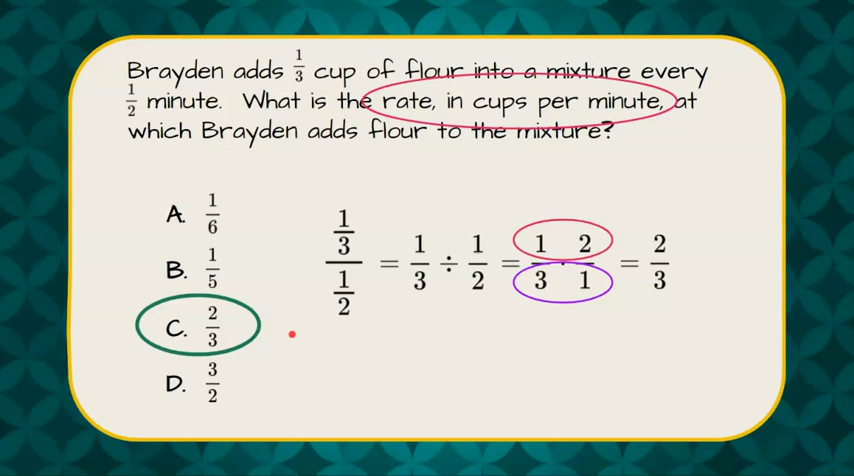 Brayden adds 1/3 cup of flour into a mixture every
1/2 minute. What is the rate, in cups per minute, at
which Brayden adds flour to the mixture?
A. 1/6
B. 1/5
C. 2/3
D. 3/2
(1/3)/(1/2) = 1/3 ÷ 1/2 = 1/3 · 2/1 = 2/3